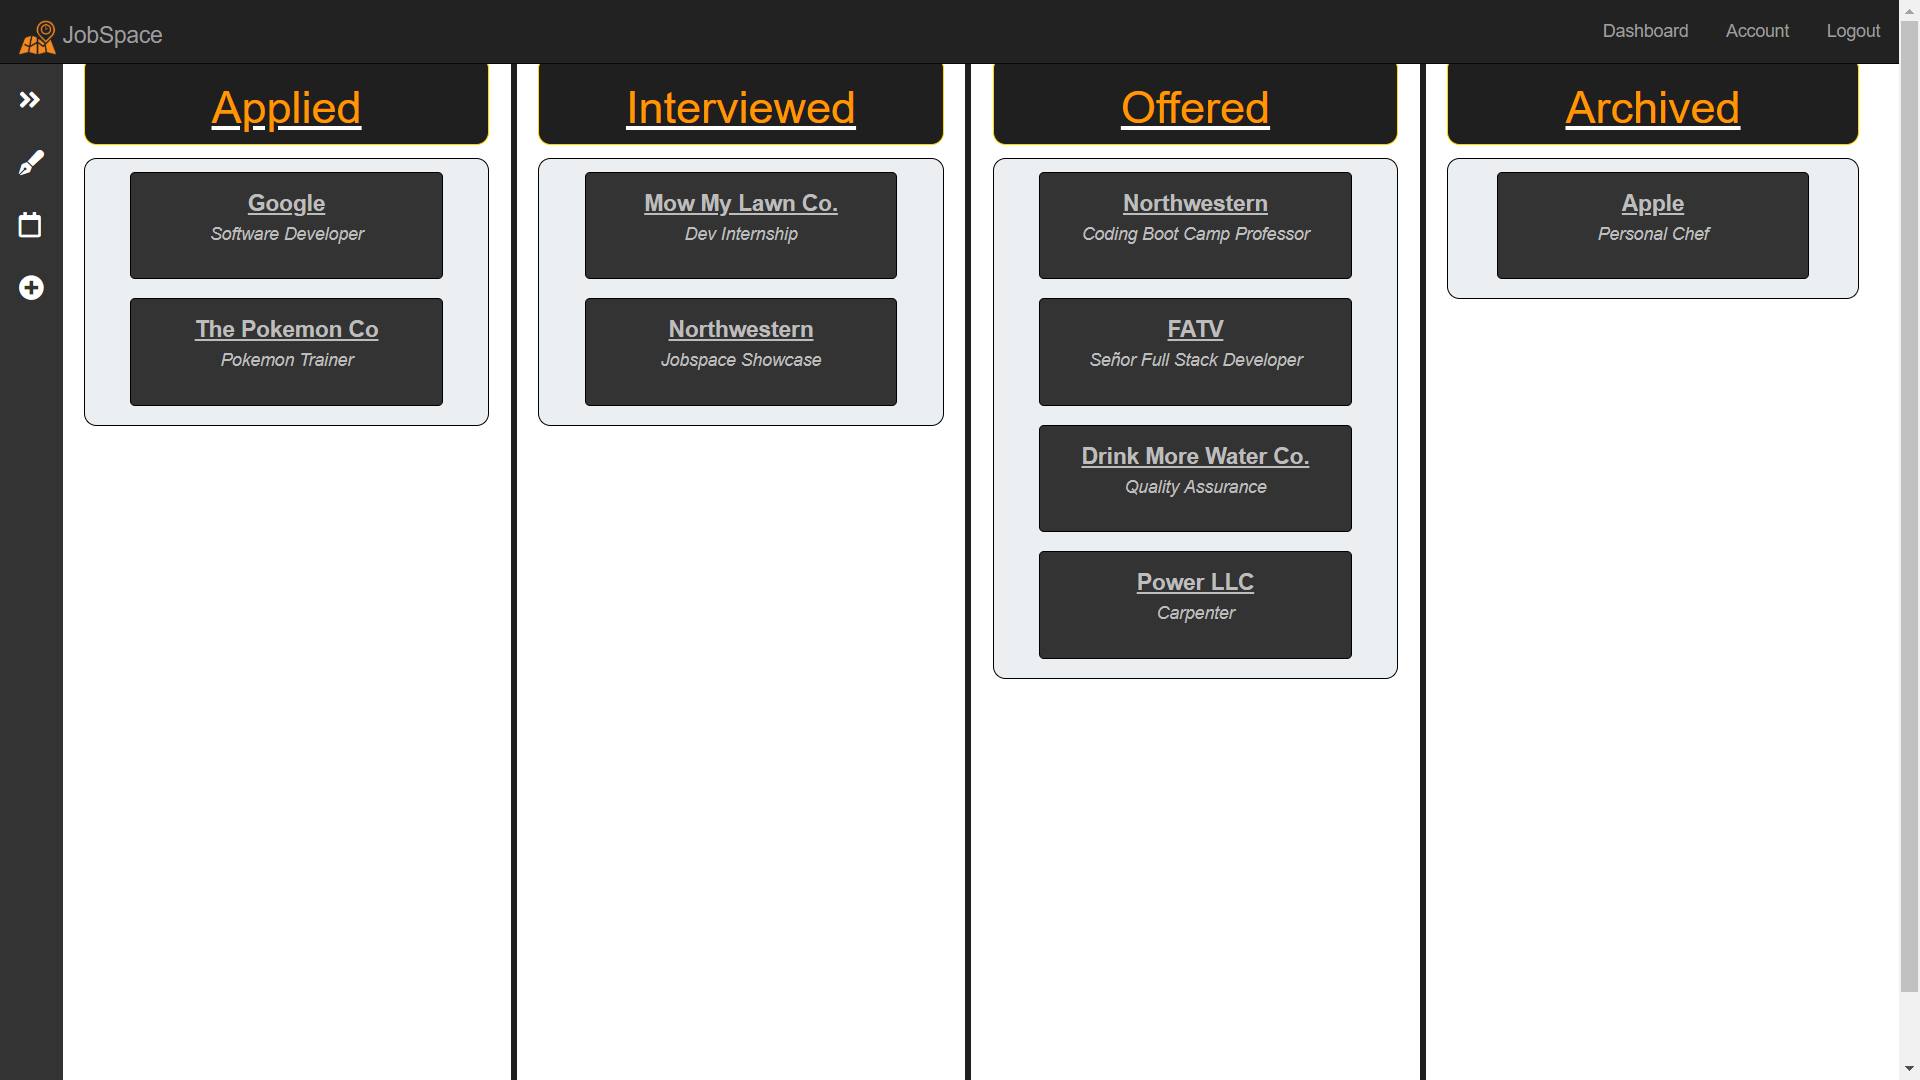 JobSpace
Dashboard
Account
Logout
Applied
Google
Software Developer
The Pokemon Co
Pokemon Trainer
Interviewed
Mow My Lawn Co.
Dev Internship
Northwestern
Jobspace Showcase
Offered
Northwestern
Coding Boot Camp Professor
FATV
Señor Full Stack Developer
Drink More Water Co.
Quality Assurance
Power LLC
Carpenter
Archived
Apple
Personal Chef